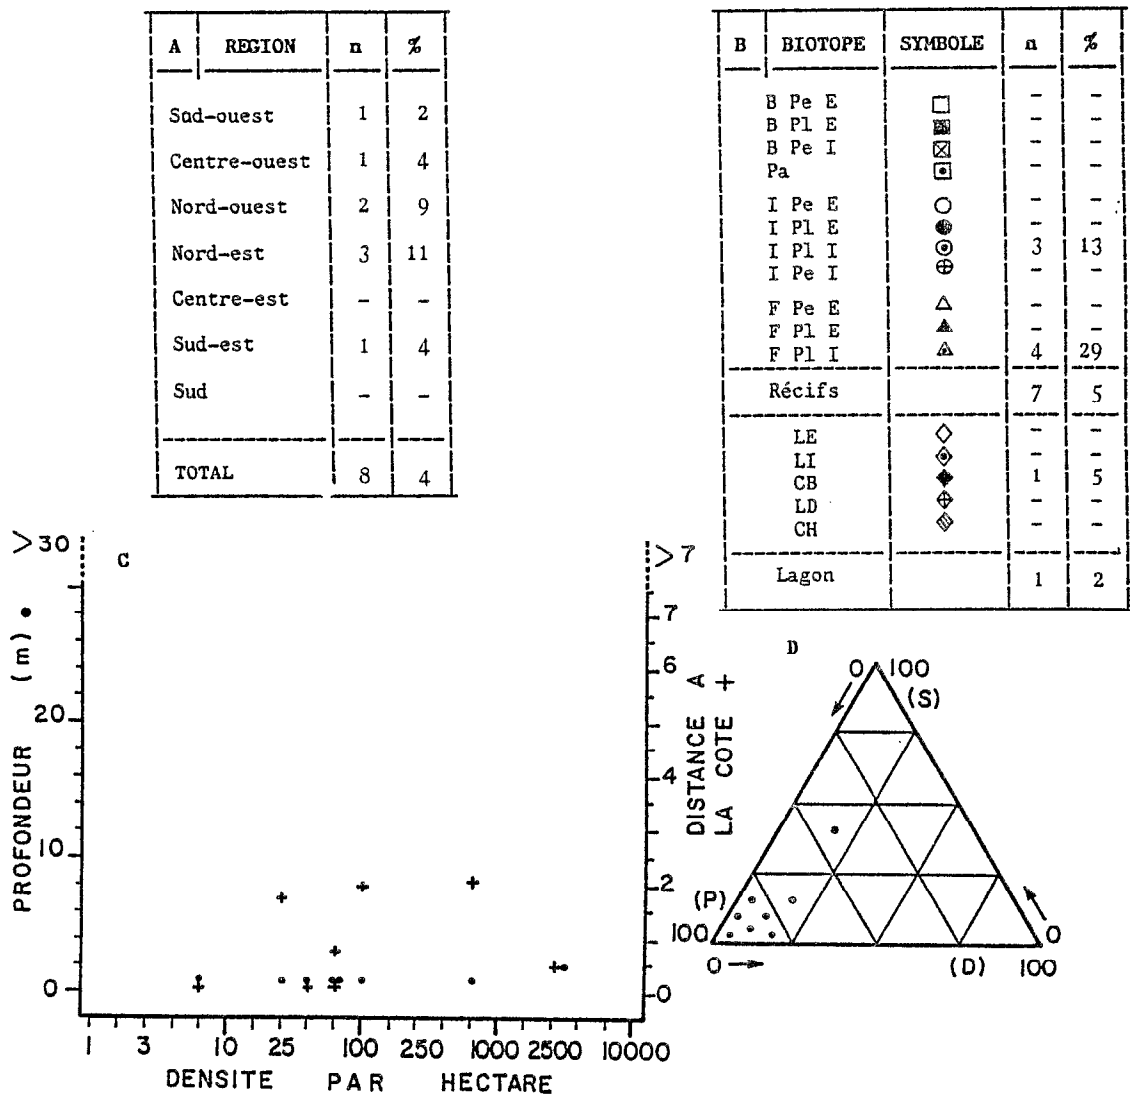 A REGION n %
Sud-ouest 1 2
Centre-ouest 1 4
Nord-ouest 2 9
Nord-est 3 11
Centre-est - -
Sud-est 1 4
Sud - -
TOTAL 8 4
B BIOTOPE SYMBOLE n %
B Pe E - -
B Pl E - -
B Pe I - -
Pa - -
I Pe E - -
I Pl E - -
I Pl I 3 13
I Pe I - -
F Pe E - -
F Pl E - -
F Pl I 4 29
Récifs 7 5
LE - -
LI - -
CB 1 5
LD - -
CH - -
Lagon 1 2
C
PROFONDEUR (m) •
>30
20
10
0
>7
7
6
4
2
0
DISTANCE A
LA COTE +
1 3 10 25 100 250 1000 2500 10000
DENSITE PAR HECTARE
D
0 100
(S)
(P)
100
0
0 →
(D)
100